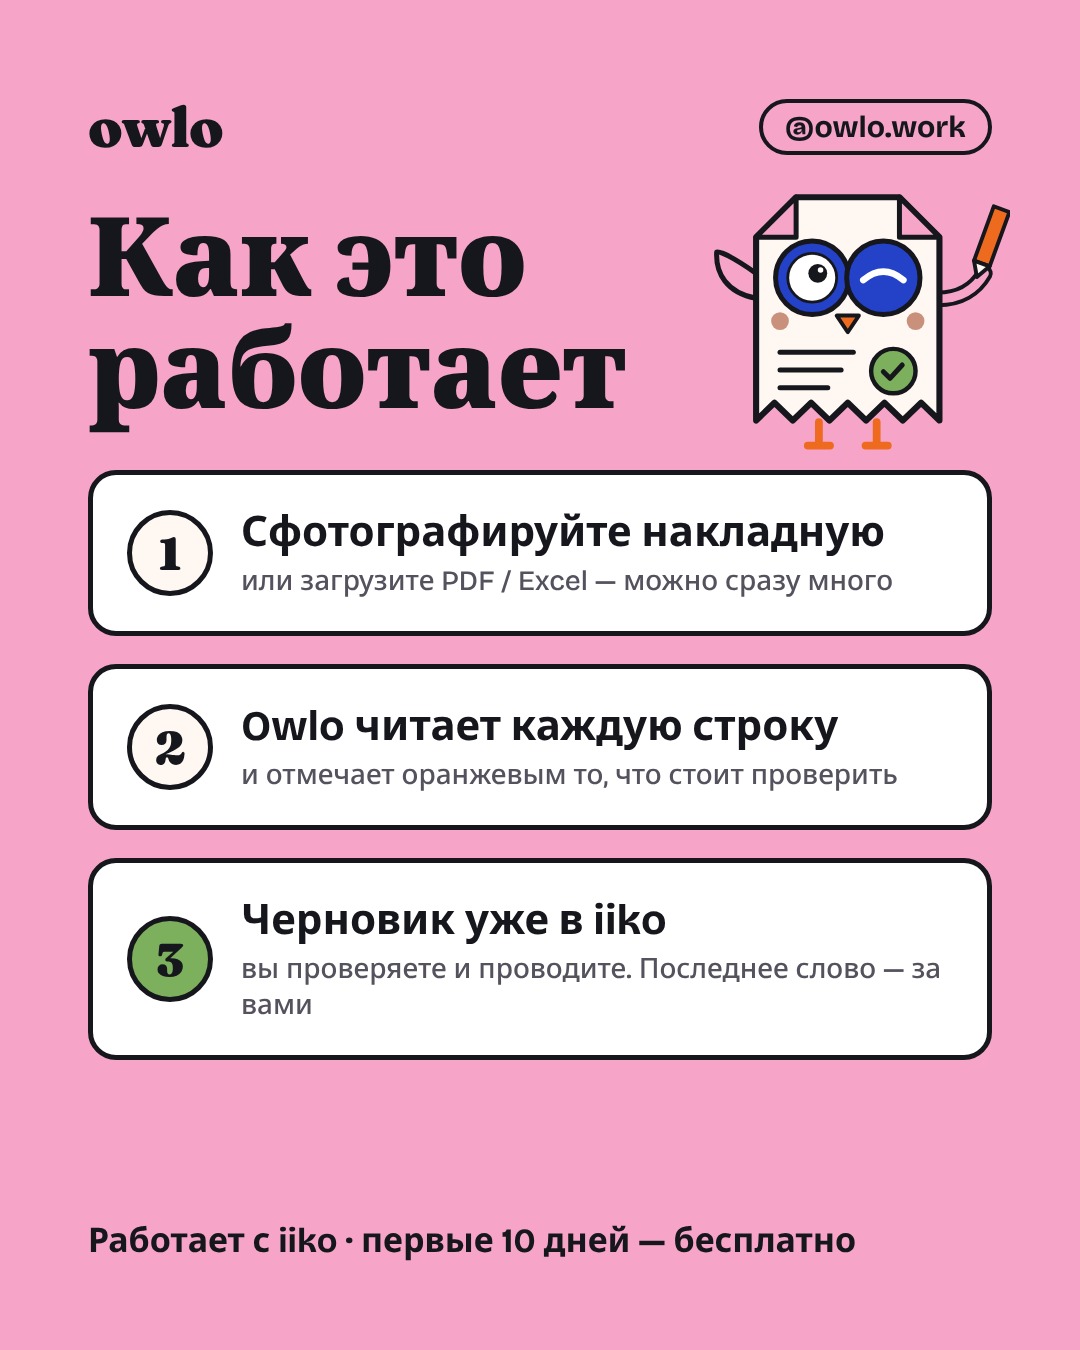 owlo
@owlo.work
Как это
работает
1
Сфотографируйте накладную
или загрузите PDF / Excel — можно сразу много
2
Owlo читает каждую строку
и отмечает оранжевым то, что стоит проверить
3
Черновик уже в iiko
вы проверяете и проводите. Последнее слово — за
вами
Работает с iiko · первые 10 дней — бесплатно